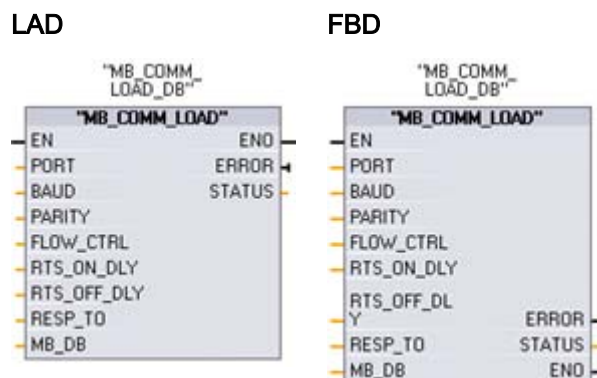 LAD FBD
"MB_COMM_
LOAD_DB"
"MB_COMM_LOAD"
EN ENO
PORT ERROR
BAUD STATUS
PARITY
FLOW_CTRL
RTS_ON_DLY
RTS_OFF_DLY
RESP_TO
MB_DB
"MB_COMM_
LOAD_DB"
"MB_COMM_LOAD"
EN
PORT
BAUD
PARITY
FLOW_CTRL
RTS_ON_DLY
RTS_OFF_DL
Y ERROR
RESP_TO STATUS
MB_DB ENO